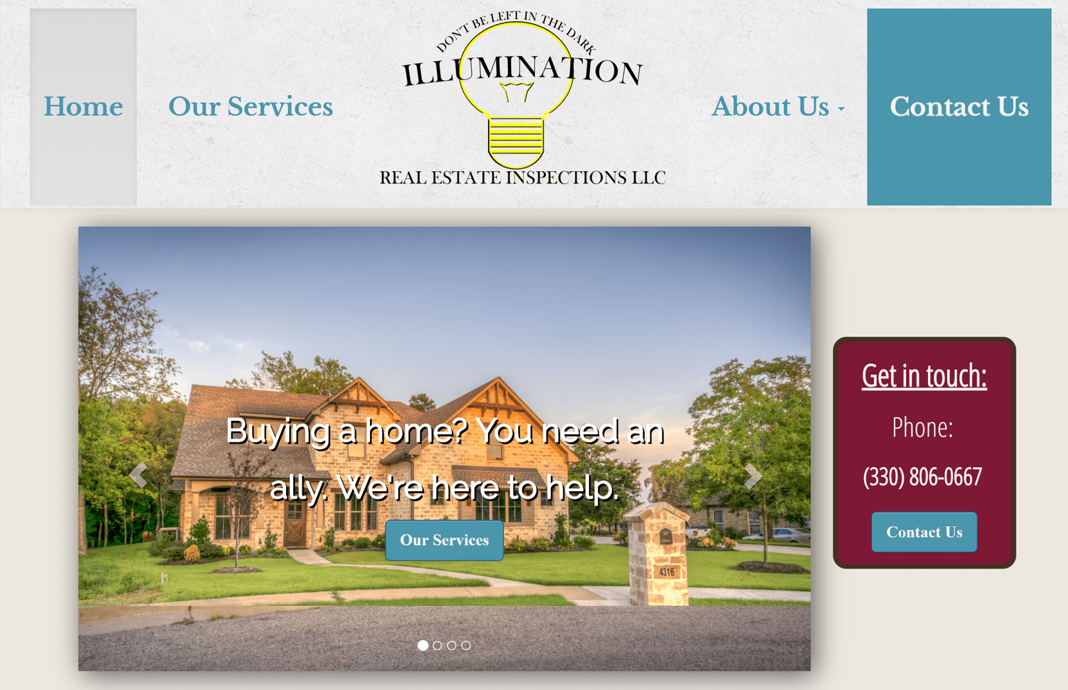 Home
Our Services
DON'T BE LEFT IN THE DARK
ILLUMINATION
REAL ESTATE INSPECTIONS LLC
About Us
Contact Us
Buying a home? You need an
ally. We're here to help.
Our Services
4316
Get in touch:
Phone:
(330) 806-0667
Contact Us